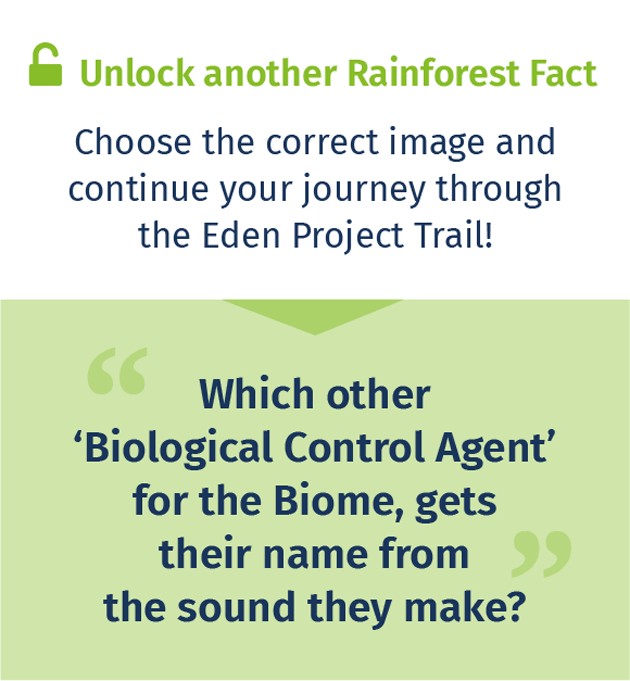 Unlock another Rainforest Fact
Choose the correct image and
continue your journey through
the Eden Project Trail!
“
Which other
‘Biological Control Agent’
for the Biome, gets
their name from
the sound they make?
”